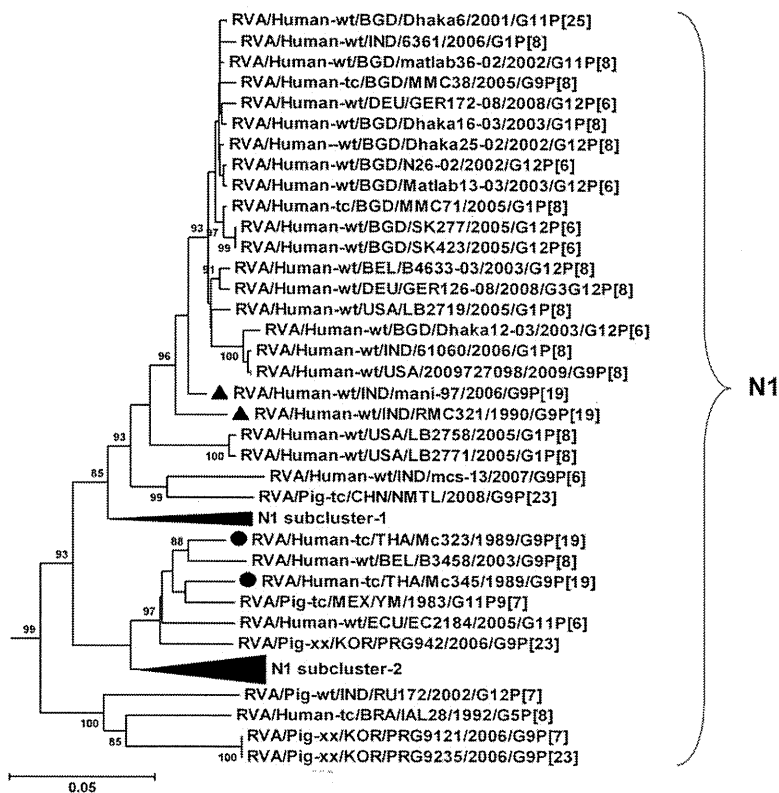 RVA/Human-wt/BGD/Dhaka6/2001/G11P[25]
RVA/Human-wt/IND/6361/2006/G1P[8]
RVA/Human-wt/BGD/matlab36-02/2002/G11P[8]
RVA/Human-tc/BGD/MMC38/2005/G9P[8]
RVA/Human-wt/DEU/GER172-08/2008/G12P[6]
RVA/Human-wt/BGD/Dhaka16-03/2003/G1P[8]
RVA/Human--wt/BGD/Dhaka25-02/2002/G12P[8]
RVA/Human-wt/BGD/N26-02/2002/G12P[6]
RVA/Human-wt/BGD/Matlab13-03/2003/G12P[6]
RVA/Human-tc/BGD/MMC71/2005/G1P[8]
93
97
RVA/Human-wt/BGD/SK277/2005/G12P[6]
99
RVA/Human-wt/BGD/SK423/2005/G12P[6]
91
RVA/Human-wt/BEL/B4633-03/2003/G12P[8]
RVA/Human-wt/DEU/GER126-08/2008/G3G12P[8]
RVA/Human-wt/USA/LB2719/2005/G1P[8]
RVA/Human-wt/BGD/Dhaka12-03/2003/G12P[6]
100
RVA/Human-wt/IND/61060/2006/G1P[8]
96
RVA/Human-wt/USA/2009727098/2009/G9P[8]
N1
RVA/Human-wt/IND/mani-97/2006/G9P[19]
RVA/Human-wt/IND/RMC321/1990/G9P[19]
RVA/Human-wt/USA/LB2758/2005/G1P[8]
93
100
RVA/Human-wt/USA/LB2771/2005/G1P[8]
85
RVA/Human-wt/IND/mcs-13/2007/G9P[6]
99
RVA/Pig-tc/CHN/NMTL/2008/G9P[23]
N1 subcluster-1
88
RVA/Human-tc/THA/Mc323/1989/G9P[19]
93
RVA/Human-wt/BEL/B3458/2003/G9P[8]
RVA/Human-tc/THA/Mc345/1989/G9P[19]
RVA/Pig-tc/MEX/YM/1983/G11P9[7]
97
RVA/Human-wt/ECU/EC2184/2005/G11P[6]
99
RVA/Pig-xx/KOR/PRG942/2006/G9P[23]
N1 subcluster-2
RVA/Pig-wt/IND/RU172/2002/G12P[7]
100
RVA/Human-tc/BRA/IAL28/1992/G5P[8]
85
RVA/Pig-xx/KOR/PRG9121/2006/G9P[7]
100
RVA/Pig-xx/KOR/PRG9235/2006/G9P[23]
0.05